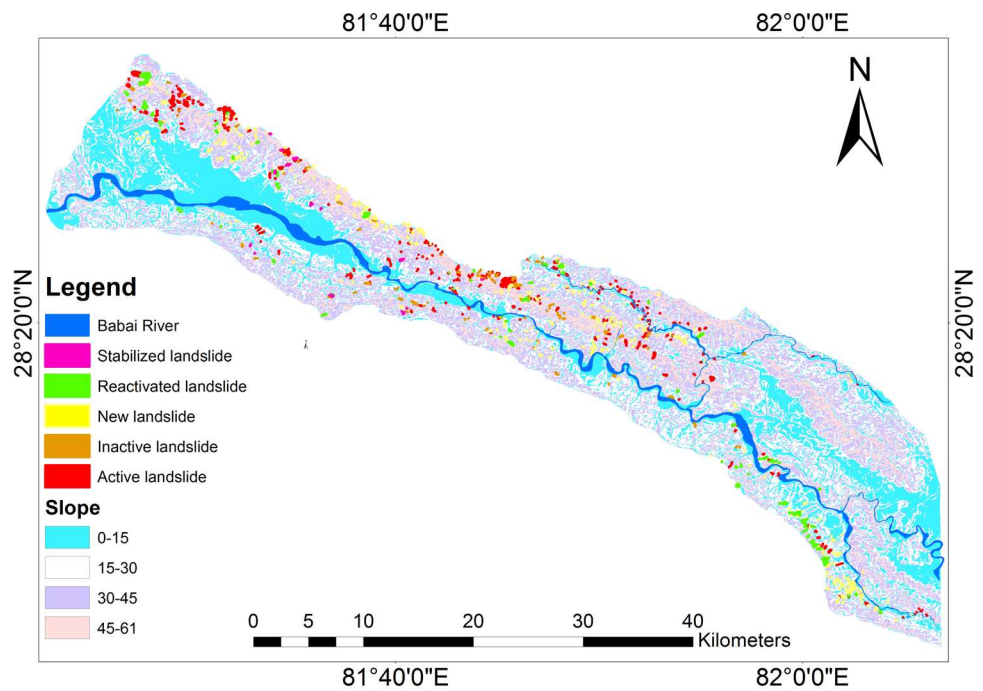 81°40'0"E 82°0'0"E
N
28°20'0"N 28°20'0"N
Legend
Babai River
Stabilized landslide
Reactivated landslide
New landslide
Inactive landslide
Active landslide
Slope
0-15
15-30
30-45
45-61
0 5 10 20 30 40
Kilometers
81°40'0"E 82°0'0"E